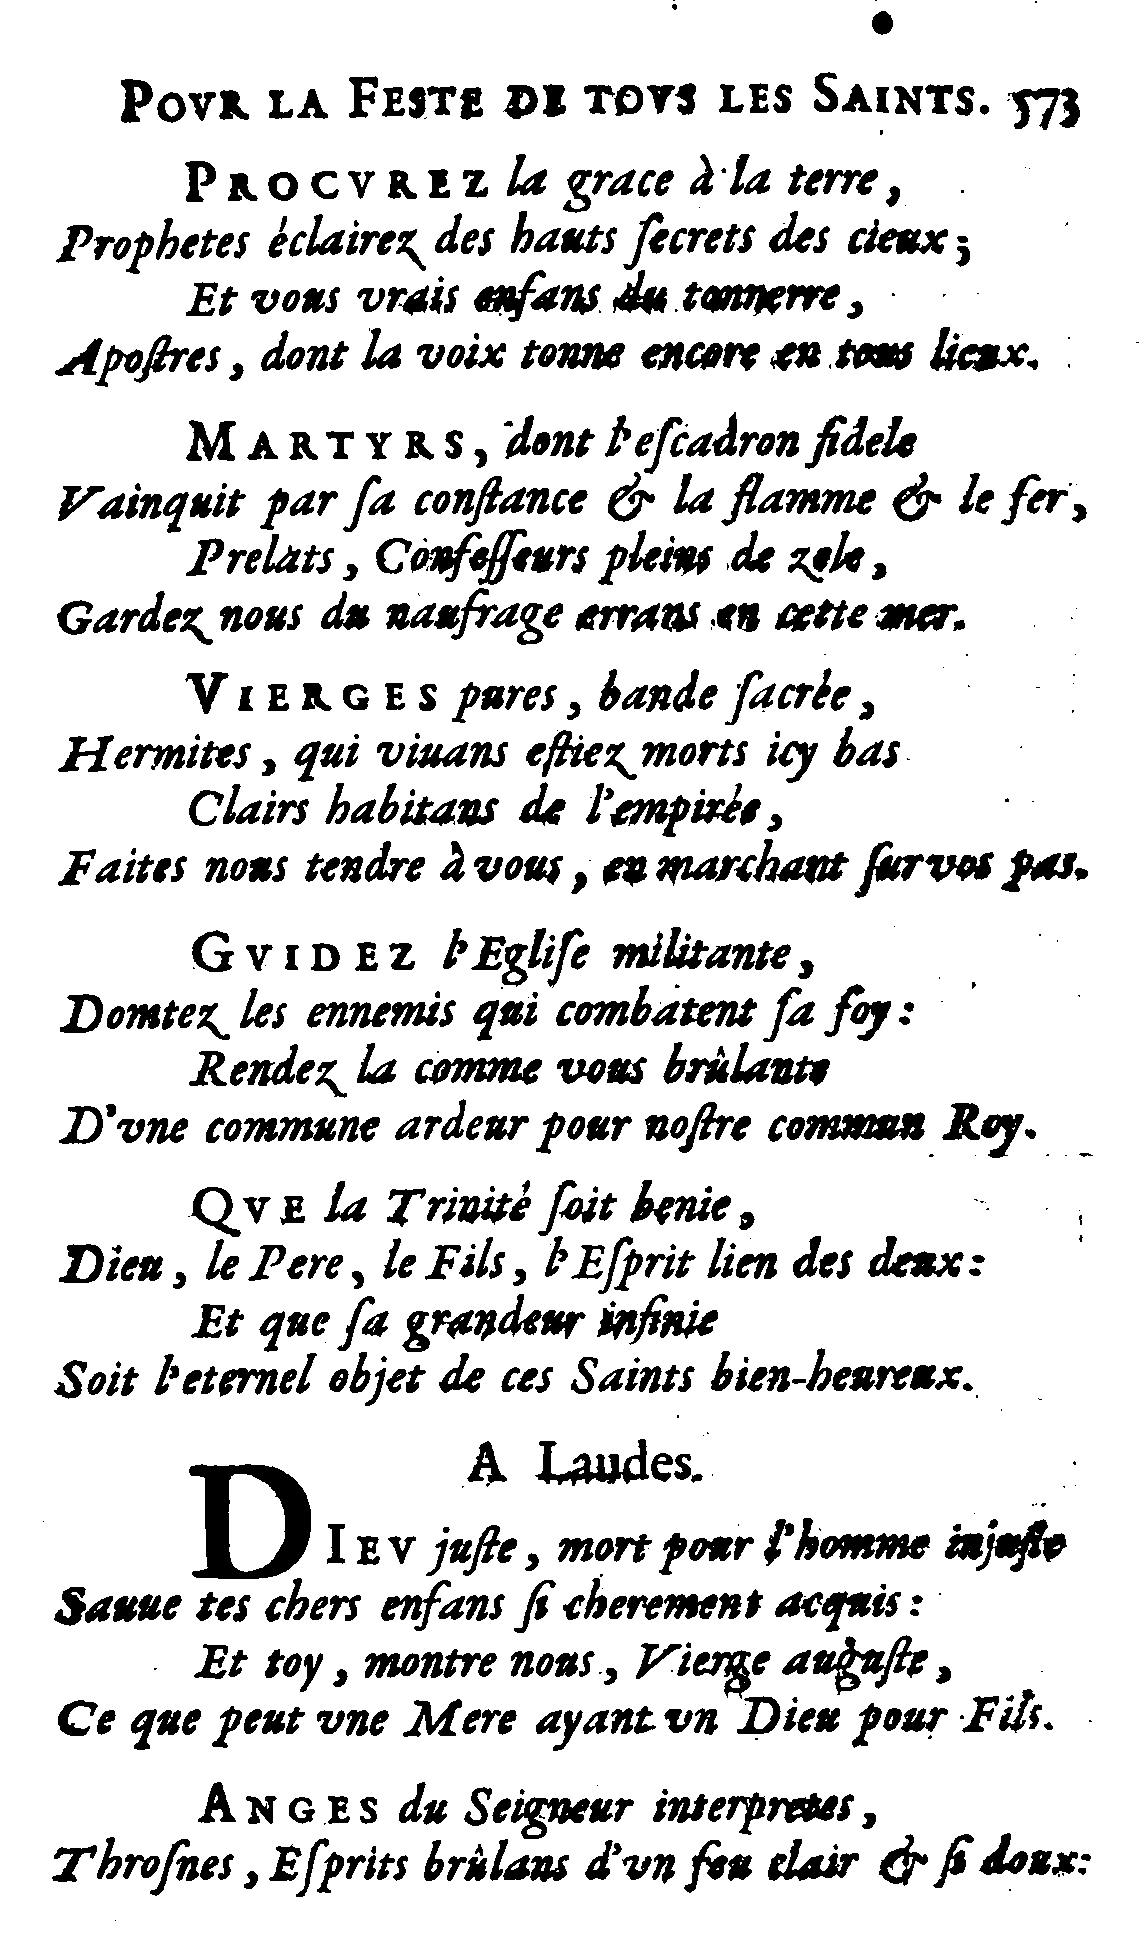 POVR LA FESTE DE TOVS LES SAINTS. 573
PROCVREZ la grace à la terre,
Prophetes éclairez des hauts ſecrets des cieux;
Et vous vrais enfans du tonnerre,
Apoſtres, dont la voix tonne encore en tous lieux.
MARTYRS, dont l'eſcadron fidele
Vainquit par ſa conſtance & la flamme & le fer,
Prelats, Confeſſeurs pleins de zele,
Gardez nous du naufrage errans en cette mer.
VIERGES pures, bande ſacrée,
Hermites, qui viuans eſtiez morts icy bas
Clairs habitans de l'empirée,
Faites nous tendre à vous, en marchant ſur vos pas.
GVIDEZ l'Egliſe militante,
Domtez les ennemis qui combatent ſa foy:
Rendez la comme vous brûlante
D'vne commune ardeur pour noſtre commun Roy.
QVE la Trinité ſoit benie,
Dieu, le Pere, le Fils, l'Eſprit lien des deux:
Et que ſa grandeur infinie
Soit l'eternel objet de ces Saints bien-heureux.
A Laudes.
DIEV juſte, mort pour l'homme injuſte
Sauue tes chers enfans ſi cherement acquis:
Et toy, montre nous, Vierge auguſte,
Ce que peut vne Mere ayant vn Dieu pour Fils.
ANGES du Seigneur interpretes,
Throſnes, Eſprits brûlans d'vn feu clair & ſi doux: